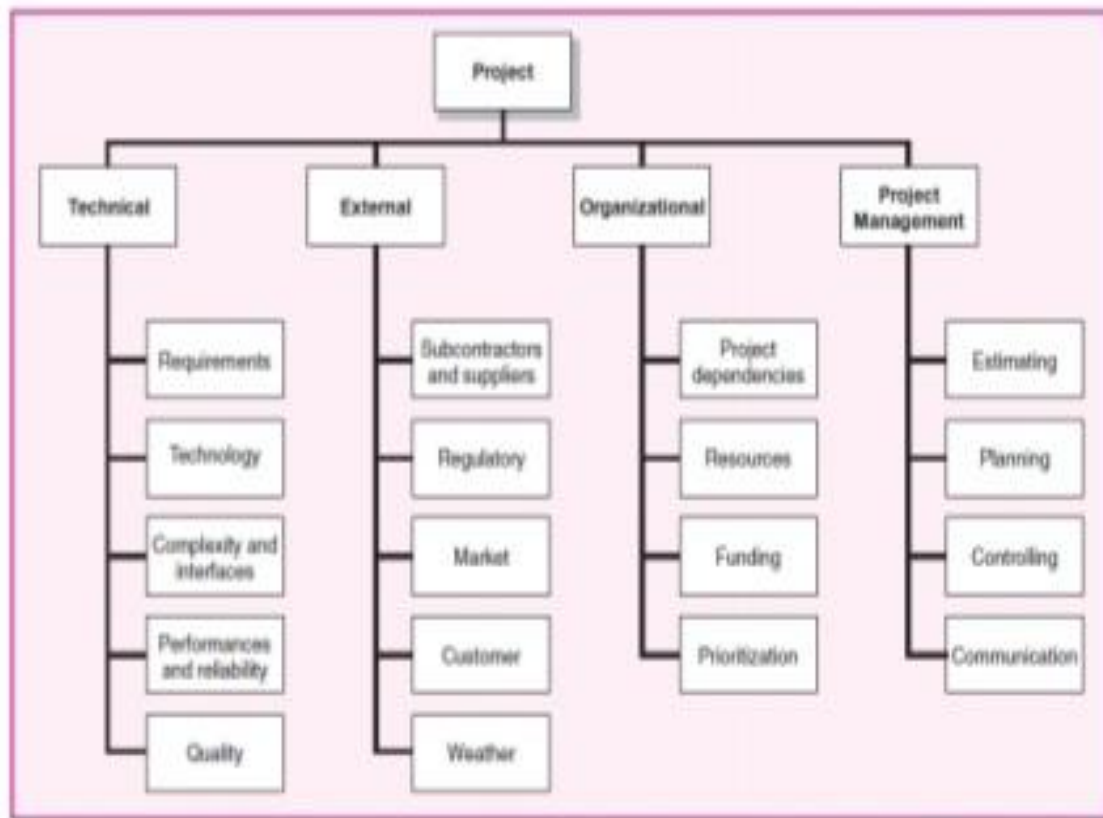 Project
Technical
External
Organizational
Project
Management
Requirements
Technology
Complexity and
interfaces
Performances
and reliability
Quality
Subcontractors
and suppliers
Regulatory
Market
Customer
Weather
Project
dependencies
Resources
Funding
Prioritization
Estimating
Planning
Controlling
Communication